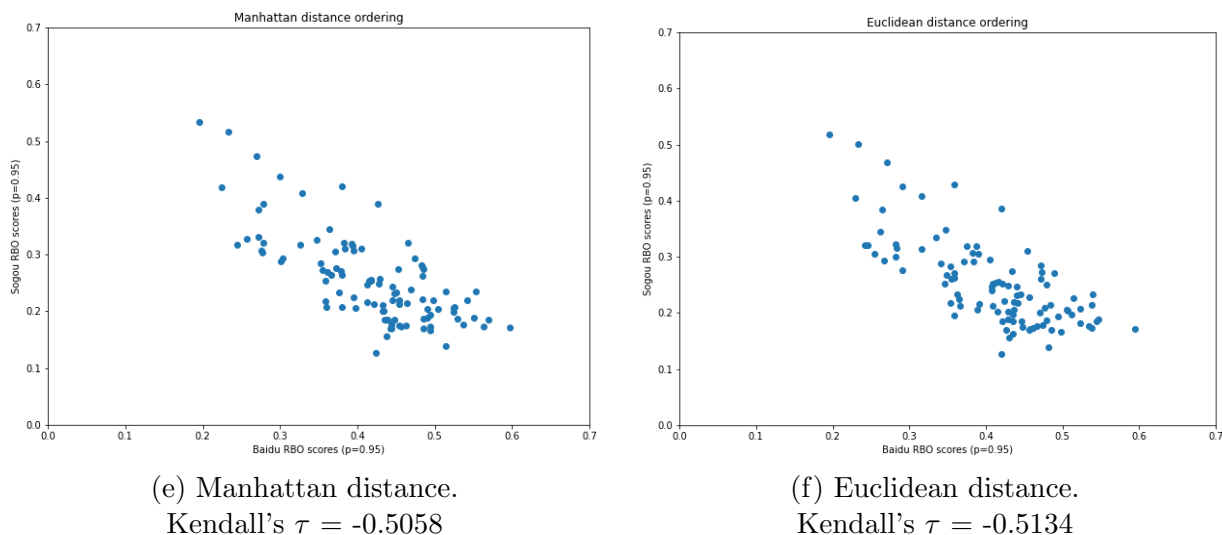 Manhattan distance ordering
0.7
0.6
0.5
0.4
0.3
0.2
0.1
0.0
Sogou RBO scores (p=0.95)
0.0 0.1 0.2 0.3 0.4 0.5 0.6 0.7
Baidu RBO scores (p=0.95)
(e) Manhattan distance.
Kendall's τ = -0.5058
Euclidean distance ordering
0.7
0.6
0.5
0.4
0.3
0.2
0.1
0.0
Sogou RBO scores (p=0.95)
0.0 0.1 0.2 0.3 0.4 0.5 0.6 0.7
Baidu RBO scores (p=0.95)
(f) Euclidean distance.
Kendall's τ = -0.5134